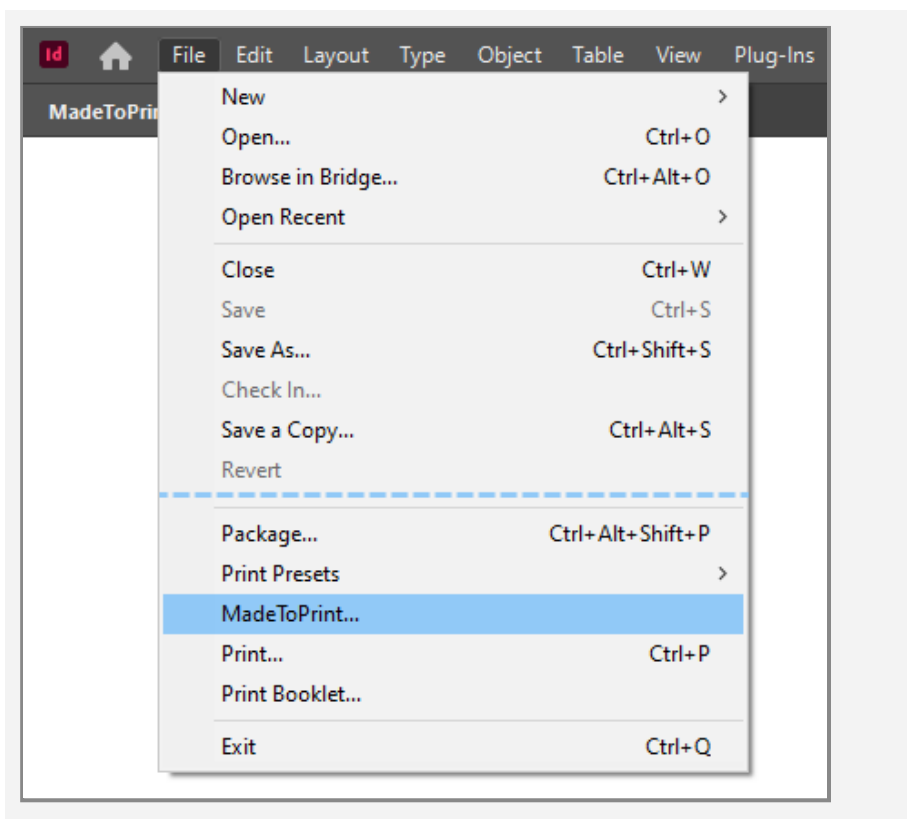 Id File Edit Layout Type Object Table View Plug-Ins
MadeToPri
New
Open... Ctrl+O
Browse in Bridge... Ctrl+Alt+O
Open Recent
Close Ctrl+W
Save Ctrl+S
Save As... Ctrl+Shift+S
Check In...
Save a Copy... Ctrl+Alt+S
Revert
Package... Ctrl+Alt+Shift+P
Print Presets
MadeToPrint...
Print... Ctrl+P
Print Booklet...
Exit Ctrl+Q